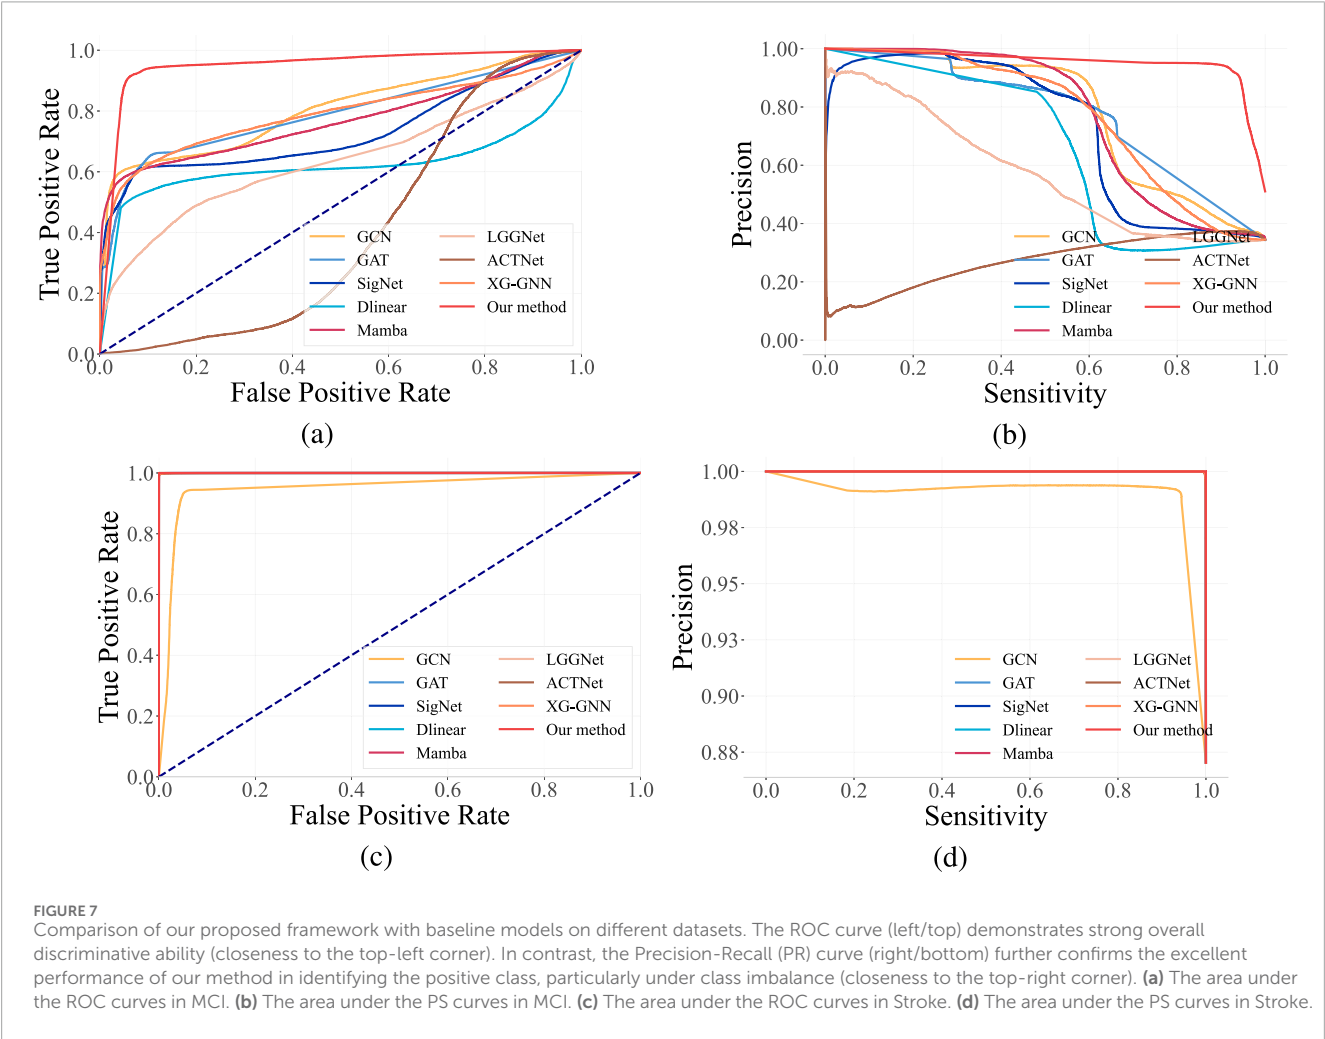 1.0
0.8
0.6
0.4
0.2
0.0
True Positive Rate
0.0 0.2 0.4 0.6 0.8 1.0
False Positive Rate
GCN
GAT
SigNet
Dlinear
Mamba
LGGNet
ACTNet
XG-GNN
Our method
(a)
1.00
0.80
0.60
0.40
0.20
0.00
Precision
0.0 0.2 0.4 0.6 0.8 1.0
Sensitivity
GCN
GAT
SigNet
Dlinear
Mamba
LGGNet
ACTNet
XG-GNN
Our method
(b)
1.0
0.8
0.6
0.4
0.2
0.0
True Positive Rate
0.0 0.2 0.4 0.6 0.8 1.0
False Positive Rate
GCN
GAT
SigNet
Dlinear
Mamba
LGGNet
ACTNet
XG-GNN
Our method
(c)
1.00
0.98
0.95
0.93
0.90
0.88
Precision
0.0 0.2 0.4 0.6 0.8 1.0
Sensitivity
GCN
GAT
SigNet
Dlinear
Mamba
LGGNet
ACTNet
XG-GNN
Our method
(d)
FIGURE 7
Comparison of our proposed framework with baseline models on different datasets. The ROC curve (left/top) demonstrates strong overall
discriminative ability (closeness to the top-left corner). In contrast, the Precision-Recall (PR) curve (right/bottom) further confirms the excellent
performance of our method in identifying the positive class, particularly under class imbalance (closeness to the top-right corner). (a) The area under
the ROC curves in MCI. (b) The area under the PS curves in MCI. (c) The area under the ROC curves in Stroke. (d) The area under the PS curves in Stroke.